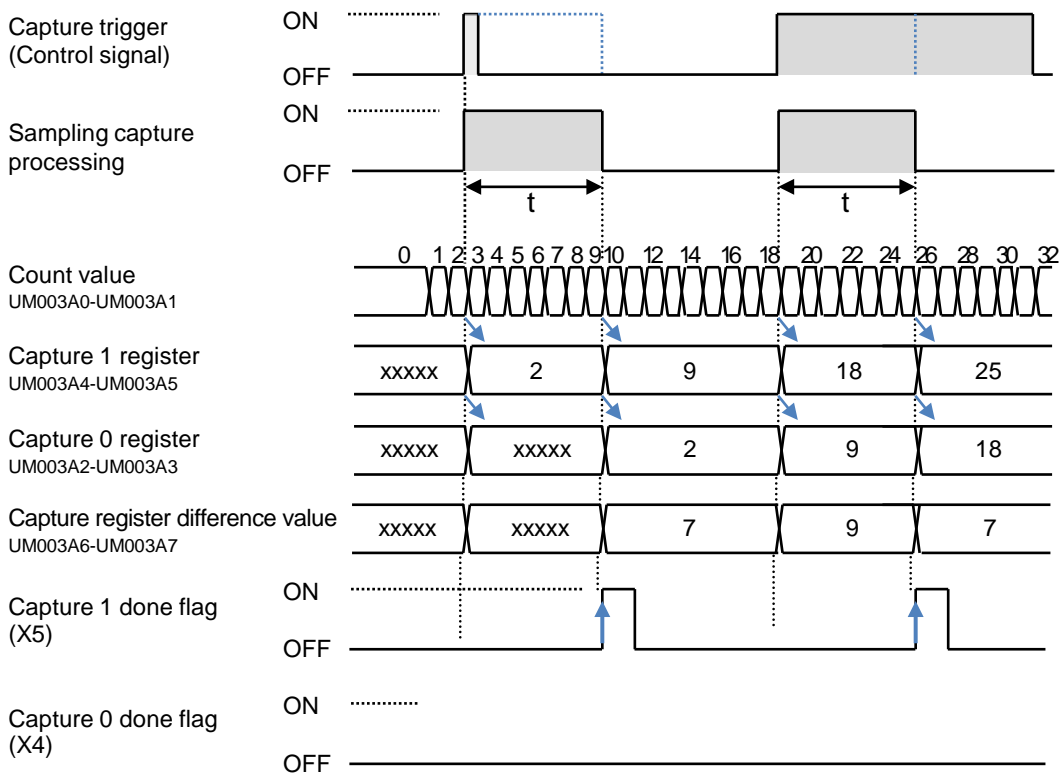 Capture trigger
(Control signal)
ON
OFF
Sampling capture
processing
ON
OFF
t
t
Count value
UM003A0-UM003A1
0 1 2 3 4 5 6 7 8 9 10 12 14 16 18 20 22 24 26 28 30 32
Capture 1 register
UM003A4-UM003A5
xxxxx 2 9 18 25
Capture 0 register
UM003A2-UM003A3
xxxxx xxxxx 2 9 18
Capture register difference value
UM003A6-UM003A7
xxxxx xxxxx 7 9 7
Capture 1 done flag
(X5)
ON
OFF
Capture 0 done flag
(X4)
ON
OFF